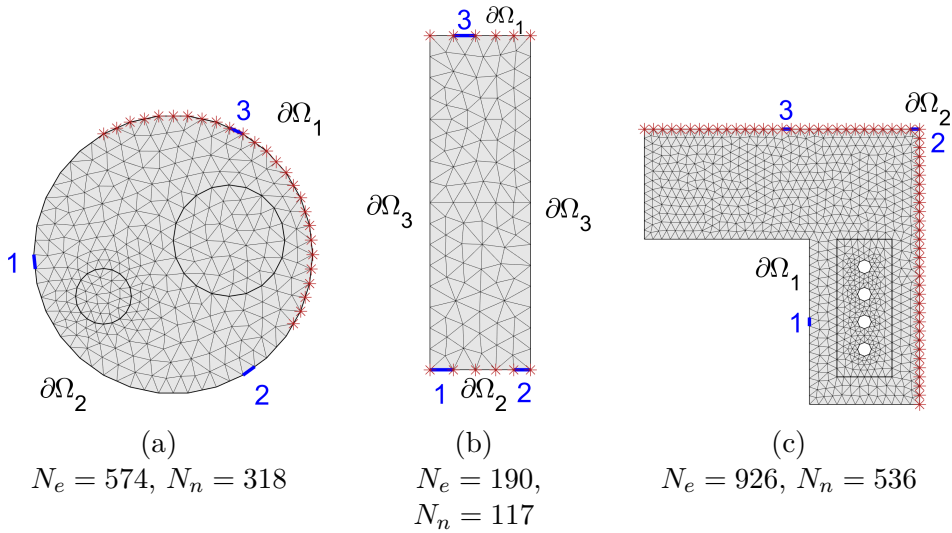 3
∂Ω₁
1
∂Ω₂
2
(a)
Nₑ = 574, Nₙ = 318
3
∂Ω₁
∂Ω₃
∂Ω₃
1
∂Ω₂
2
(b)
Nₑ = 190,
Nₙ = 117
∂Ω₂
3
2
∂Ω₁
1
(c)
Nₑ = 926, Nₙ = 536